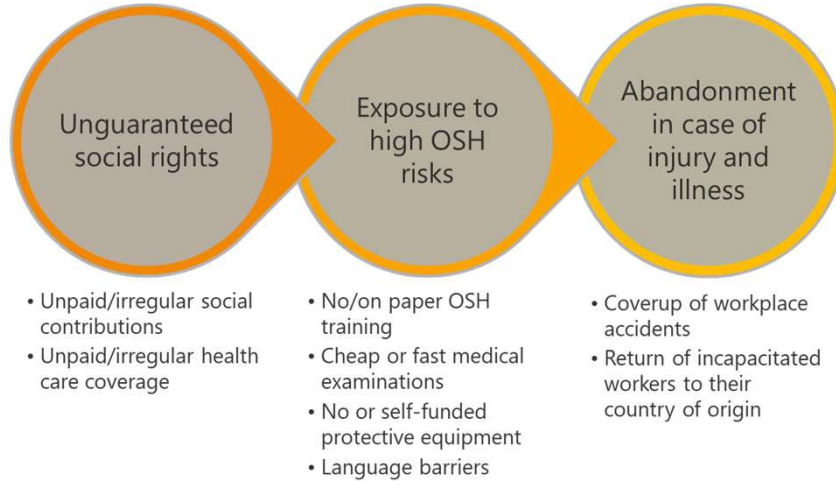 Unguaranteed
social rights
Exposure to
high OSH
risks
Abandonment
in case of
injury and
illness
• Unpaid/irregular social
contributions
• Unpaid/irregular health
care coverage
• No/on paper OSH
training
• Cheap or fast medical
examinations
• No or self-funded
protective equipment
• Language barriers
• Coverup of workplace
accidents
• Return of incapacitated
workers to their
country of origin